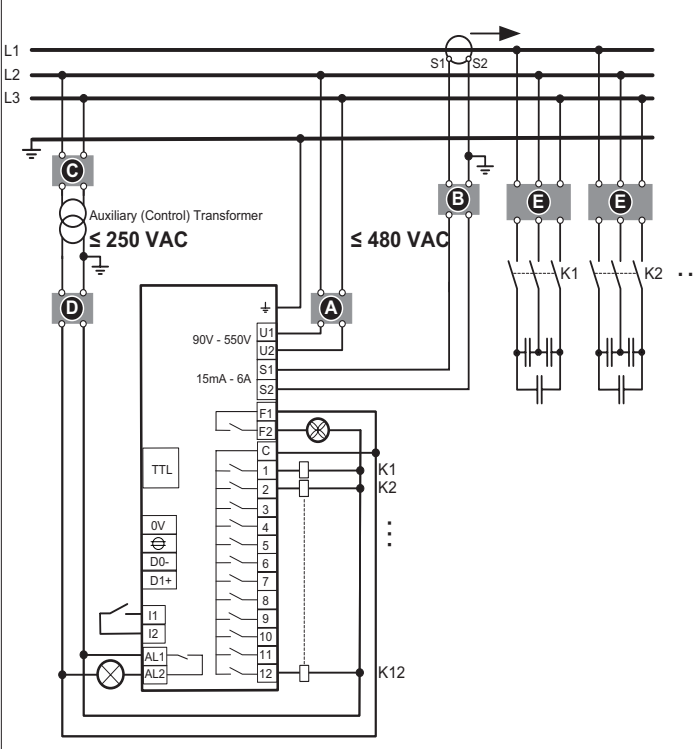 L1
S1 S2
L2
L3
C
B
E E
Auxiliary (Control) Transformer
≤ 250 VAC
≤ 480 VAC
K1
K2
D
A
90V - 550V
U1
U2
15mA - 6A
S1
S2
F1
F2
C
TTL
1
K1
2
K2
3
0V
4
5
D0-
6
D1+
7
8
I1
9
I2
10
AL1
11
AL2
12
K12